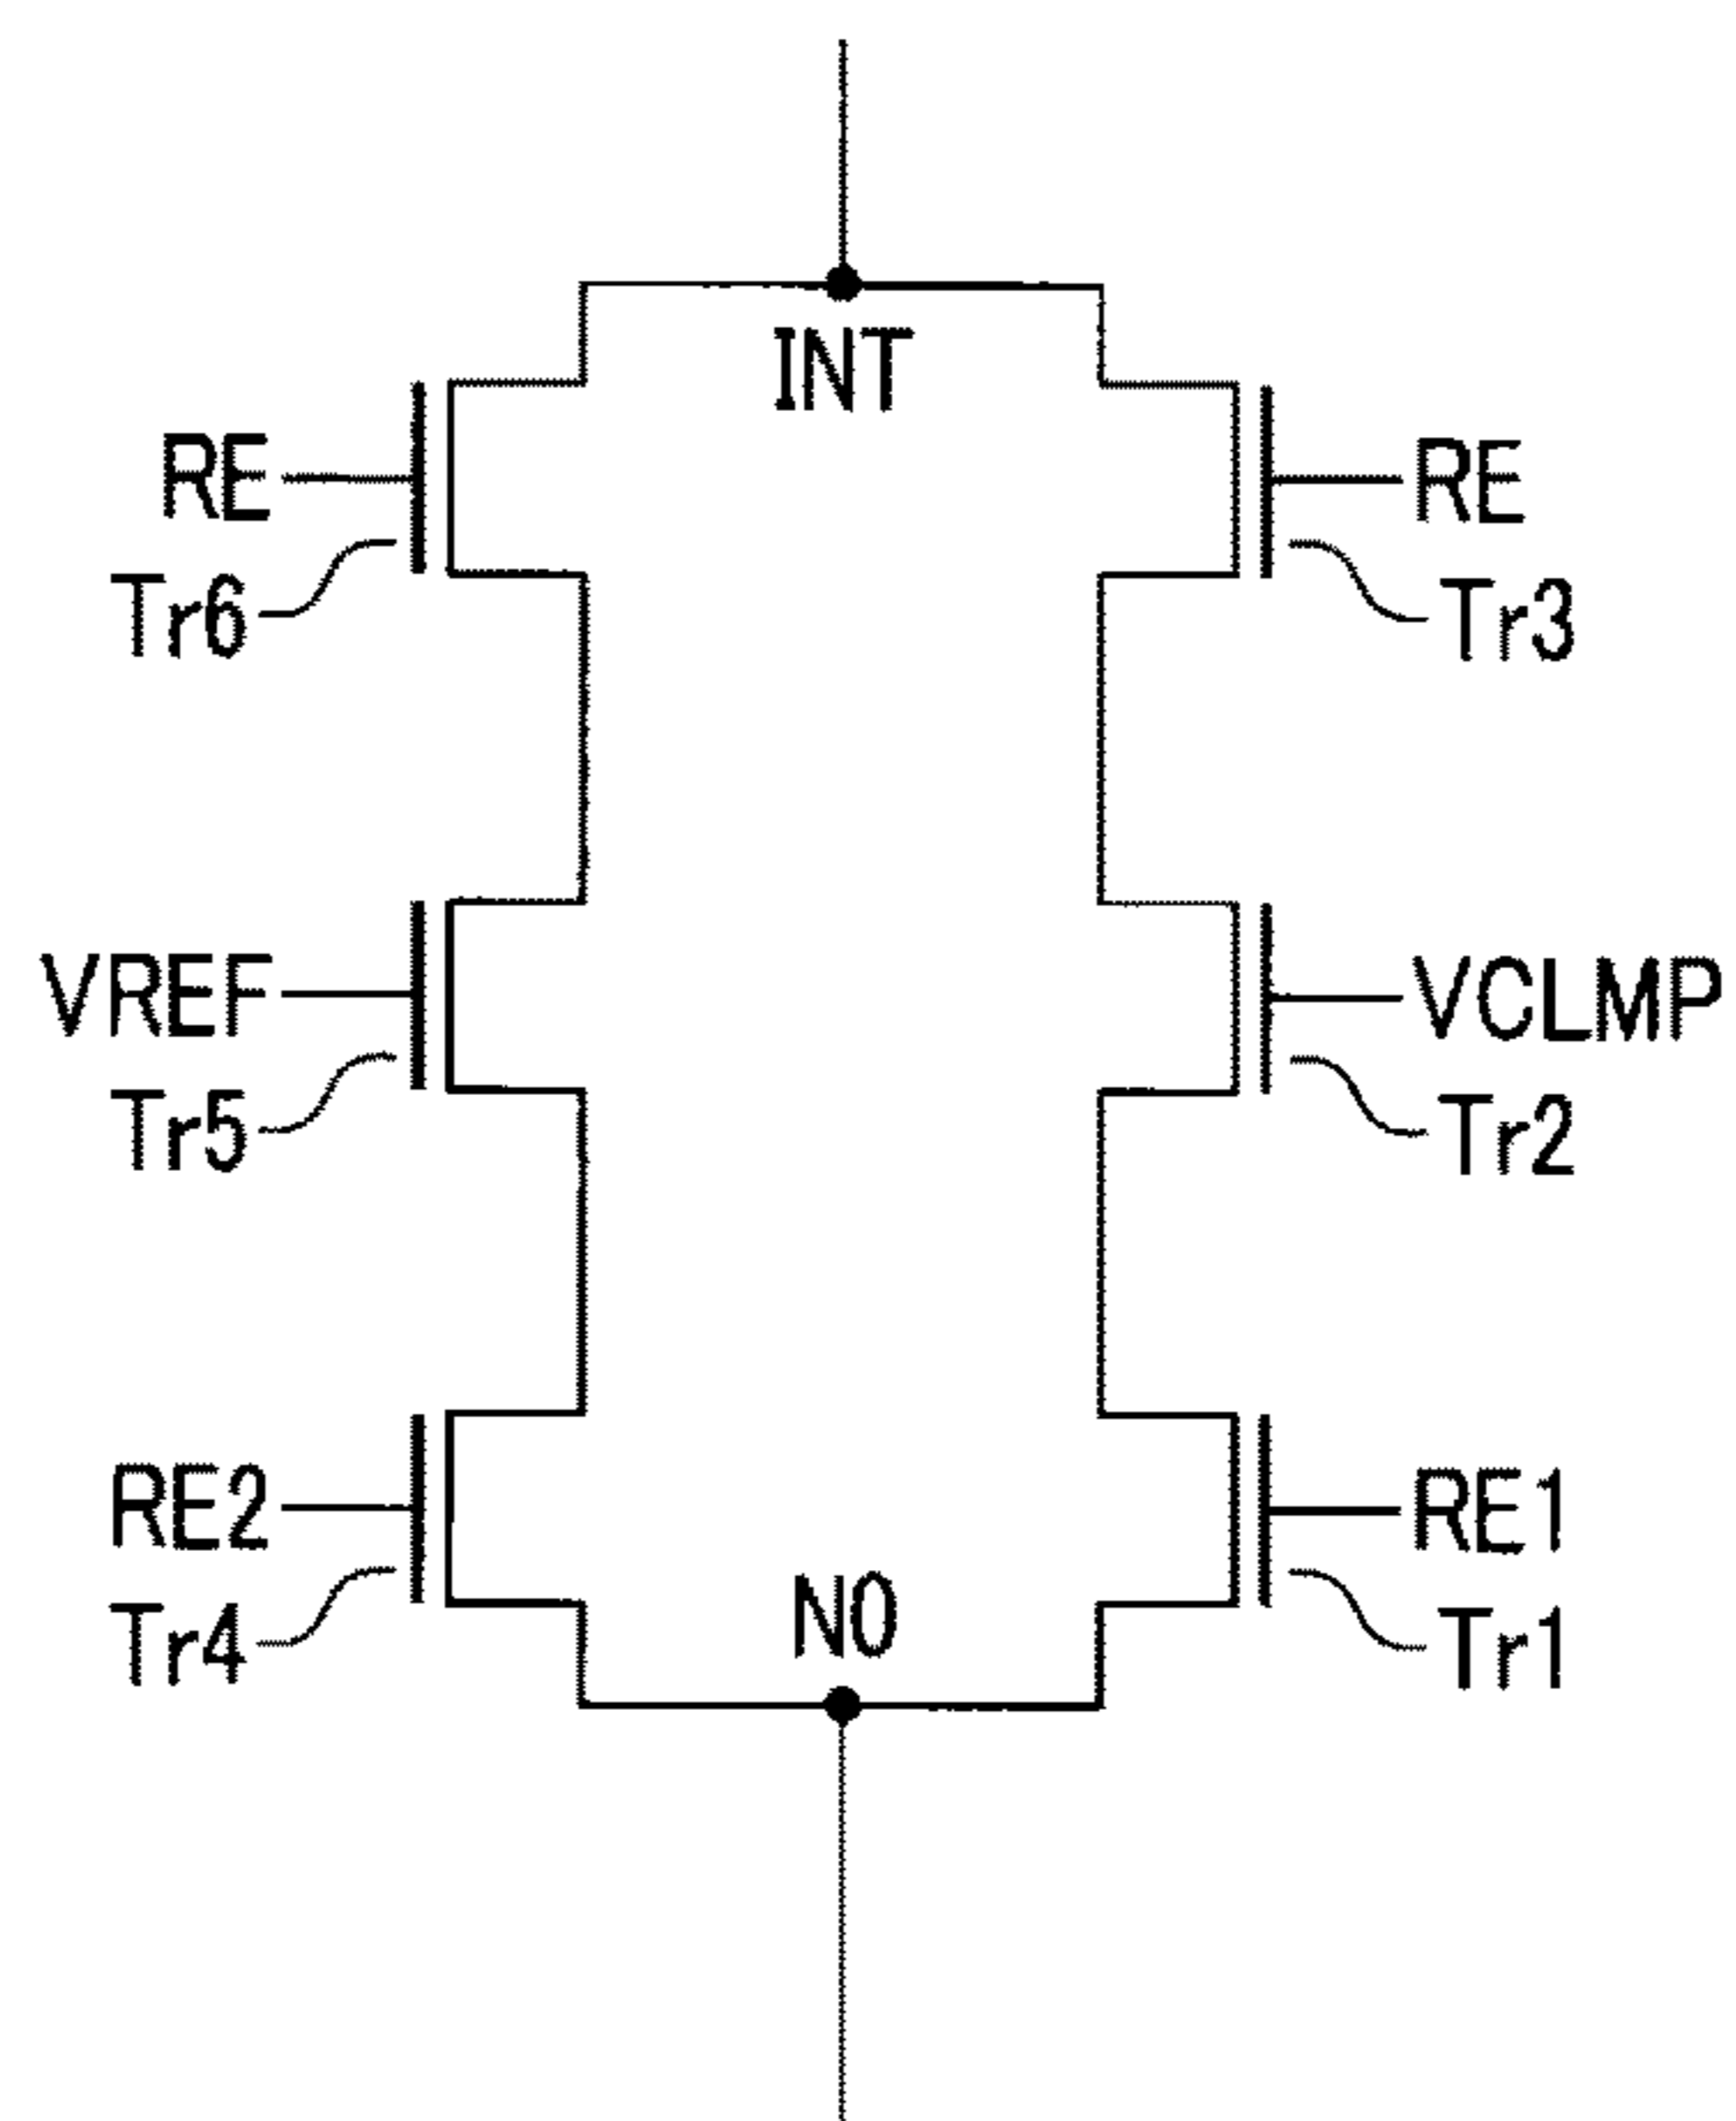 INT
RE
RE
Tr6
Tr3
VREF
VCLMP
Tr5
Tr2
RE2
RE1
N0
Tr4
Tr1